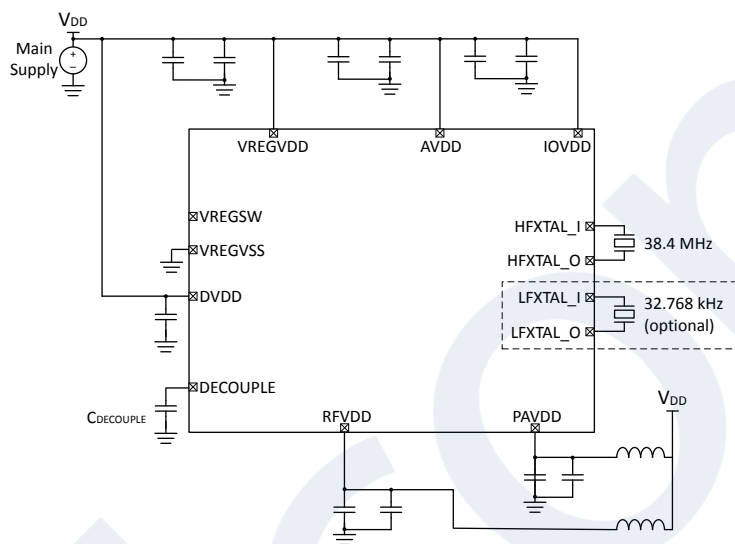 VDD
Main
Supply
+
–
VREGVDD
AVDD
IOVDD
VREGSW
VREGVSS
DVDD
DECOUPLE
CDECOUPLE
HFXTAL_I
HFXTAL_O
38.4 MHz
LFXTAL_I
LFXTAL_O
32.768 kHz
(optional)
RFVDD
PAVDD
VDD